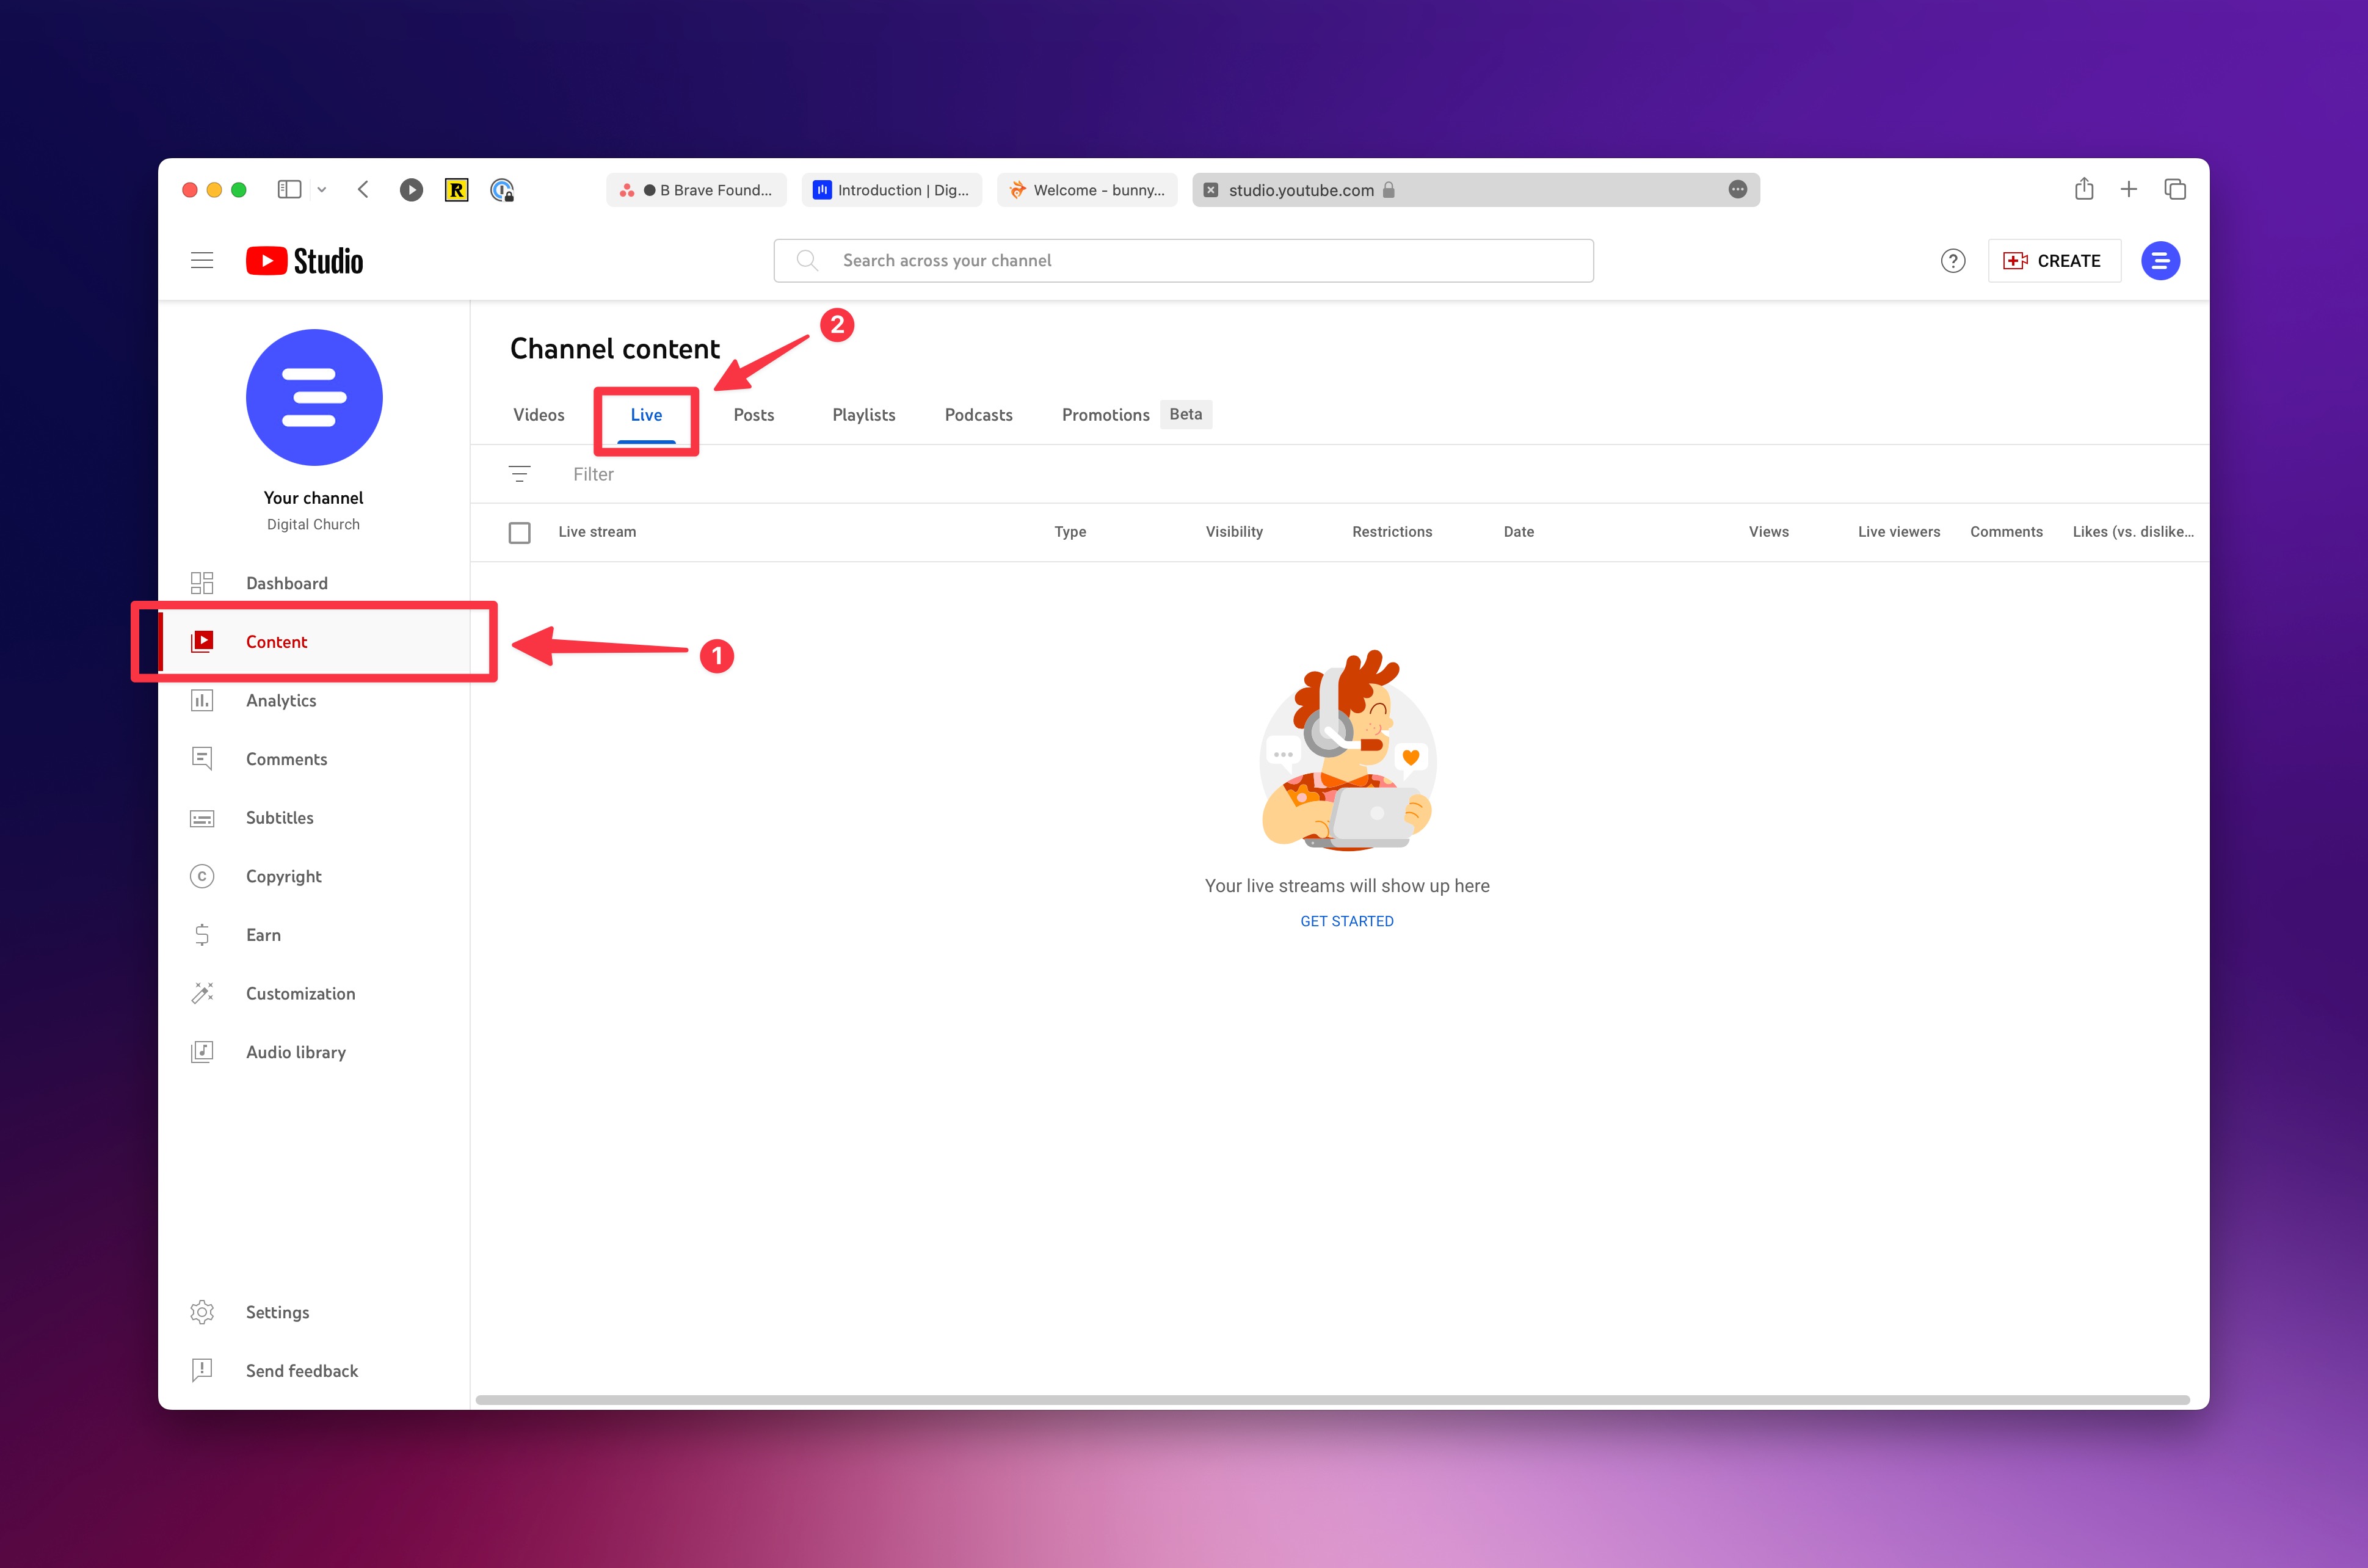 B Brave Found...
Introduction | Dig...
Welcome - bunny...
studio.youtube.com
Studio
Search across your channel
CREATE
2
Channel content
Videos
Live
Posts
Playlists
Podcasts
Promotions
Beta
Filter
Your channel
Digital Church
Live stream
Type
Visibility
Restrictions
Date
Views
Live viewers
Comments
Likes (vs. dislike...
Dashboard
Content
1
Analytics
Comments
Subtitles
Copyright
Earn
Customization
Audio library
Your live streams will show up here
GET STARTED
Settings
Send feedback